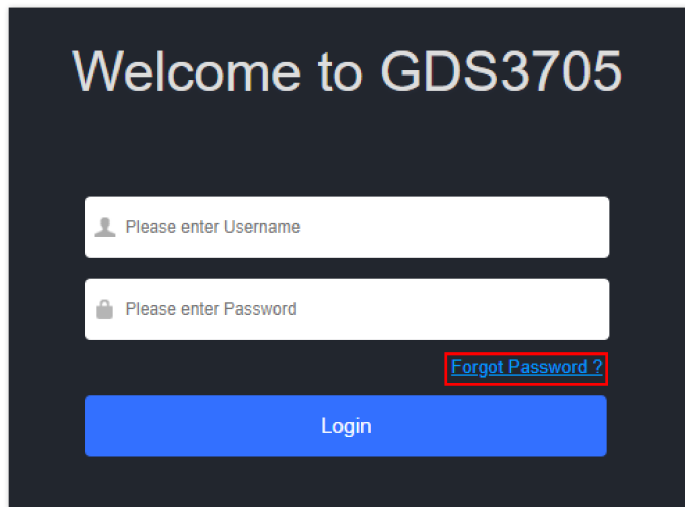 Welcome to GDS3705
Please enter Username
Please enter Password
Forgot Password ?
Login